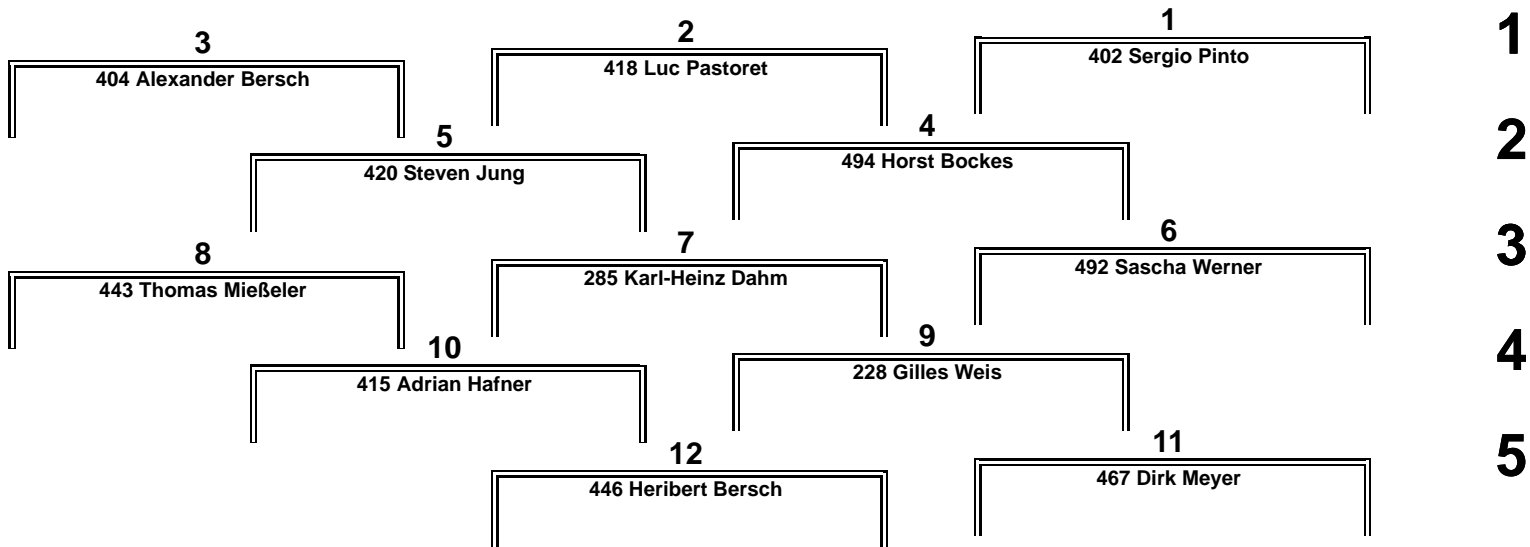 3 2 1 1
404 Alexander Bersch 418 Luc Pastoret 402 Sergio Pinto
5 4 2
420 Steven Jung 494 Horst Bockes
8 7 6 3
443 Thomas Mießeler 285 Karl-Heinz Dahm 492 Sascha Werner
10 9 4
415 Adrian Hafner 228 Gilles Weis
12 11 5
446 Heribert Bersch 467 Dirk Meyer